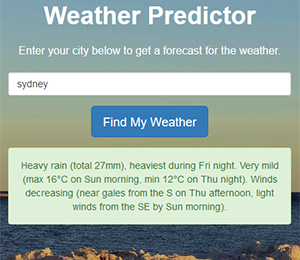 Weather Predictor
Enter your city below to get a forecast for the weather.
sydney
Find My Weather
Heavy rain (total 27mm), heaviest during Fri night. Very mild
(max 16°C on Sun morning, min 12°C on Thu night). Winds
decreasing (near gales from the S on Thu afternoon, light
winds from the SE by Sun morning).